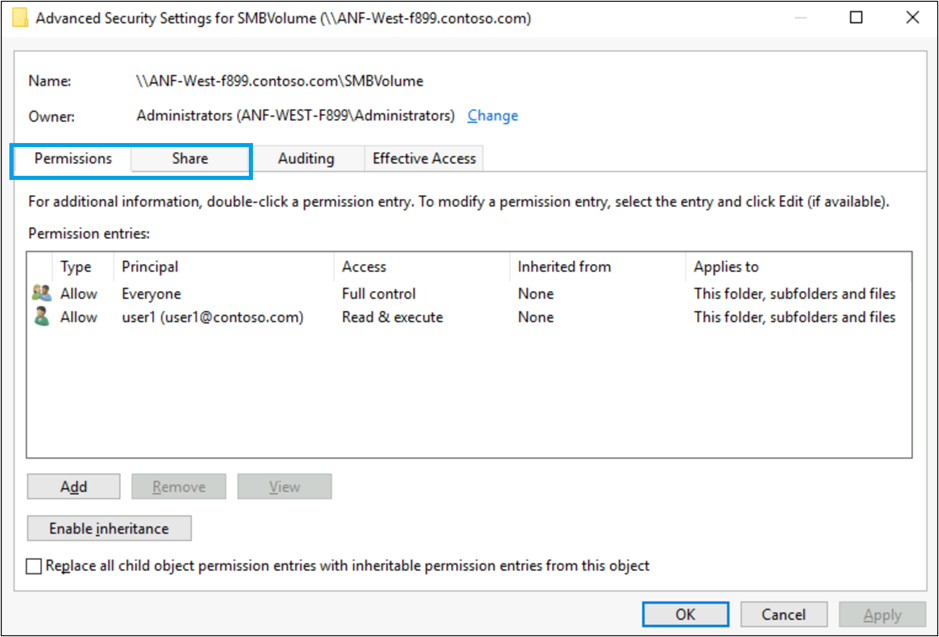 Advanced Security Settings for SMBVolume (\\ANF-West-f899.contoso.com)
Name: \\ANF-West-f899.contoso.com\SMBVolume
Owner: Administrators (ANF-WEST-F899\Administrators) Change
Permissions Share Auditing Effective Access
For additional information, double-click a permission entry. To modify a permission entry, select the entry and click Edit (if available).
Permission entries:
Type Principal Access Inherited from Applies to
Allow Everyone Full control None This folder, subfolders and files
Allow user1 (user1@contoso.com) Read & execute None This folder, subfolders and files
Add Remove View
Enable inheritance
Replace all child object permission entries with inheritable permission entries from this object
OK Cancel Apply